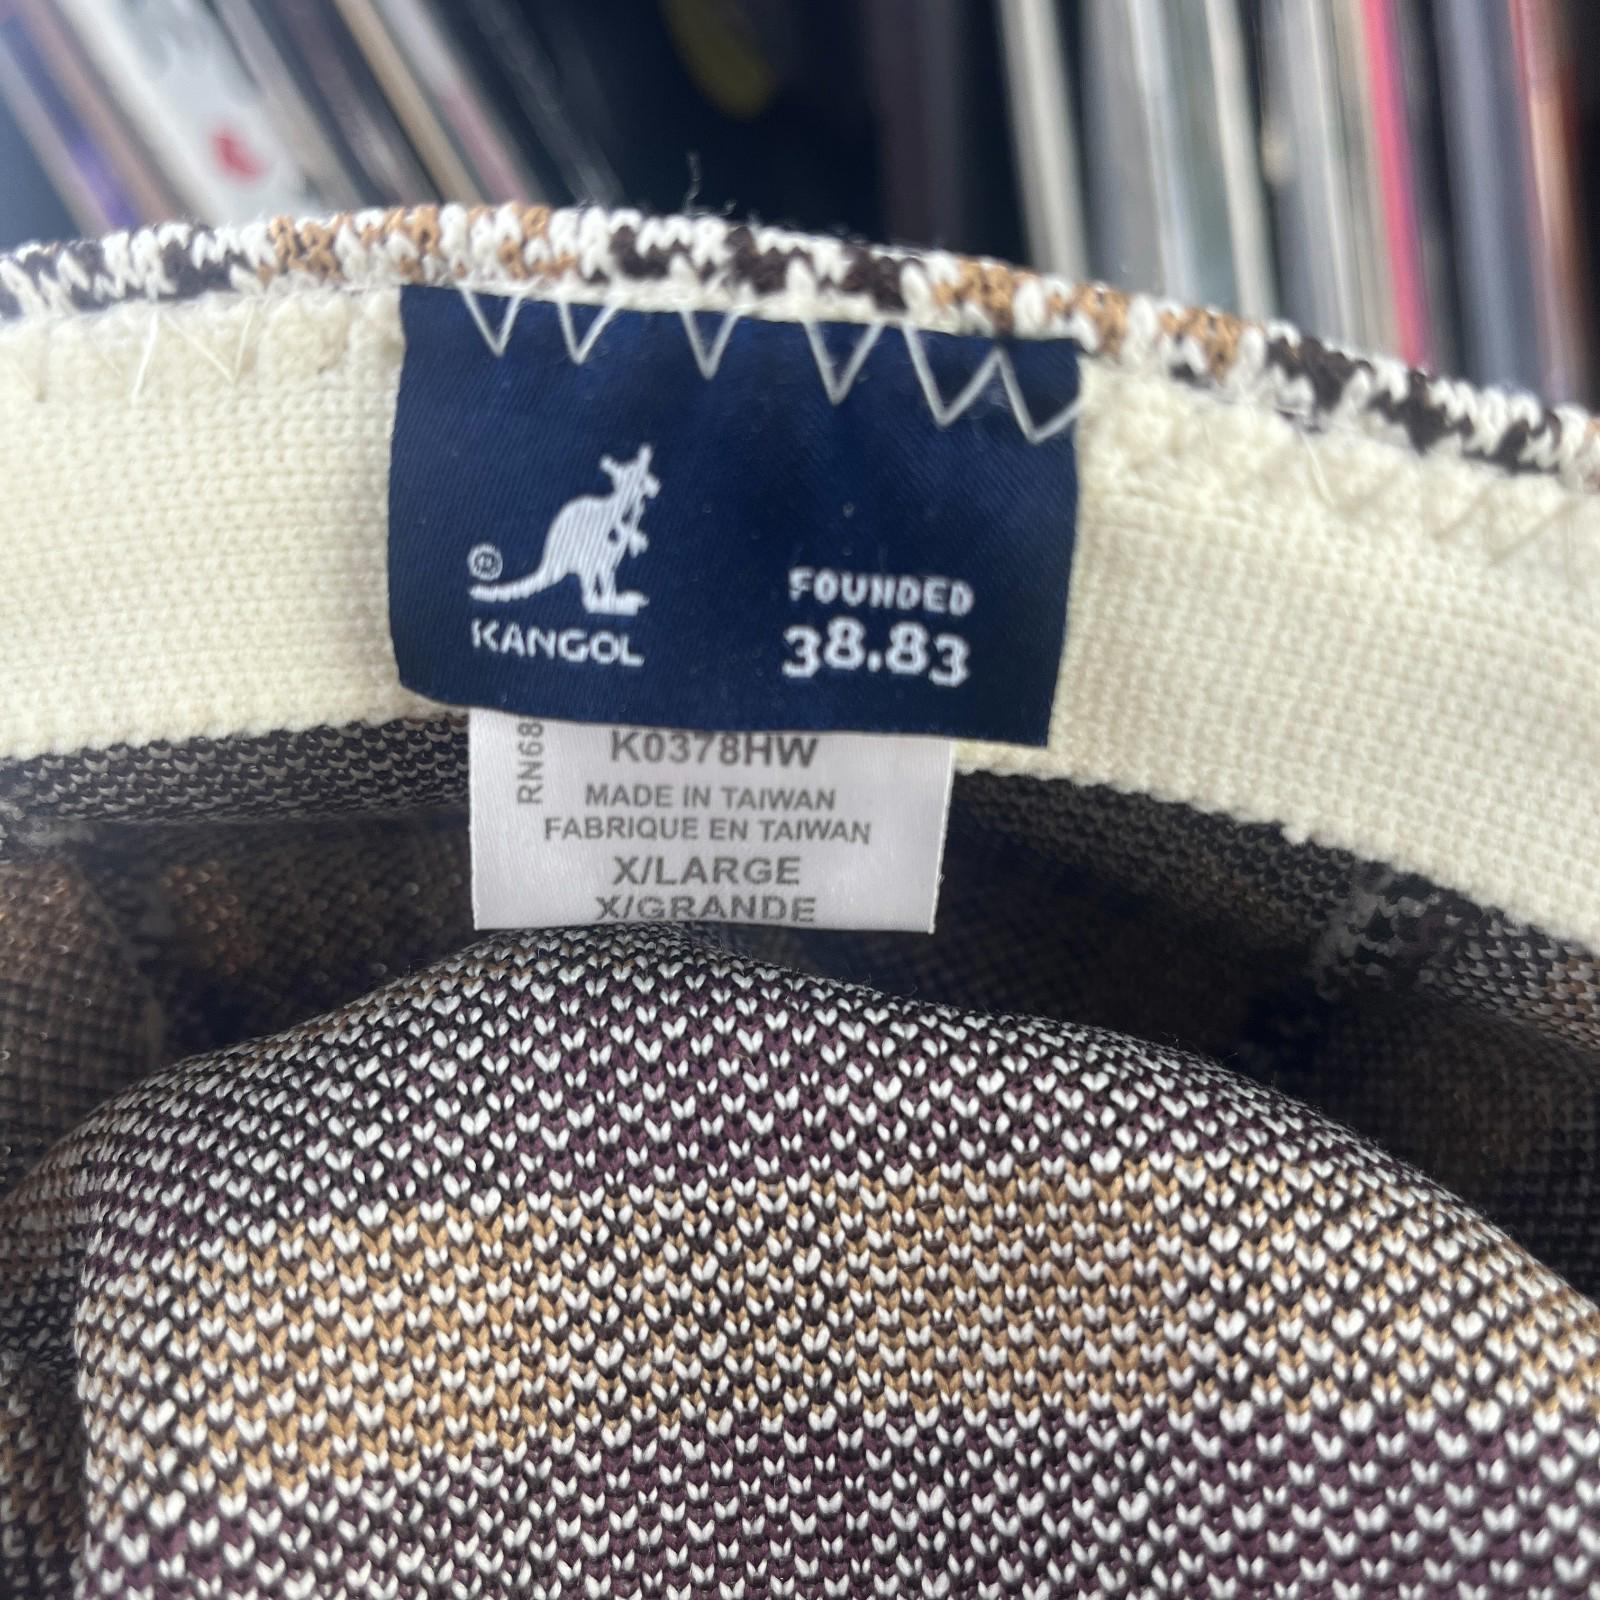 ®
KANGOL
FOUNDED
38.83
RN68
K0378HW
MADE IN TAIWAN
FABRIQUE EN TAIWAN
X/LARGE
X/GRANDE